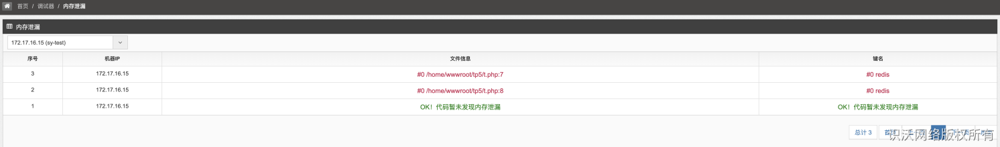 首页 / 调试器 / 内存泄漏
内存泄漏
172.17.16.15 (sy-test)
序号 机器IP 文件信息 键名
3 172.17.16.15 #0 /home/wwwroot/tp5/t.php:7 #0 redis
2 172.17.16.15 #0 /home/wwwroot/tp5/t.php:8 #0 redis
1 172.17.16.15 OK！代码暂未发现内存泄漏 OK！代码暂未发现内存泄漏
总计 3
识沃网络版权所有